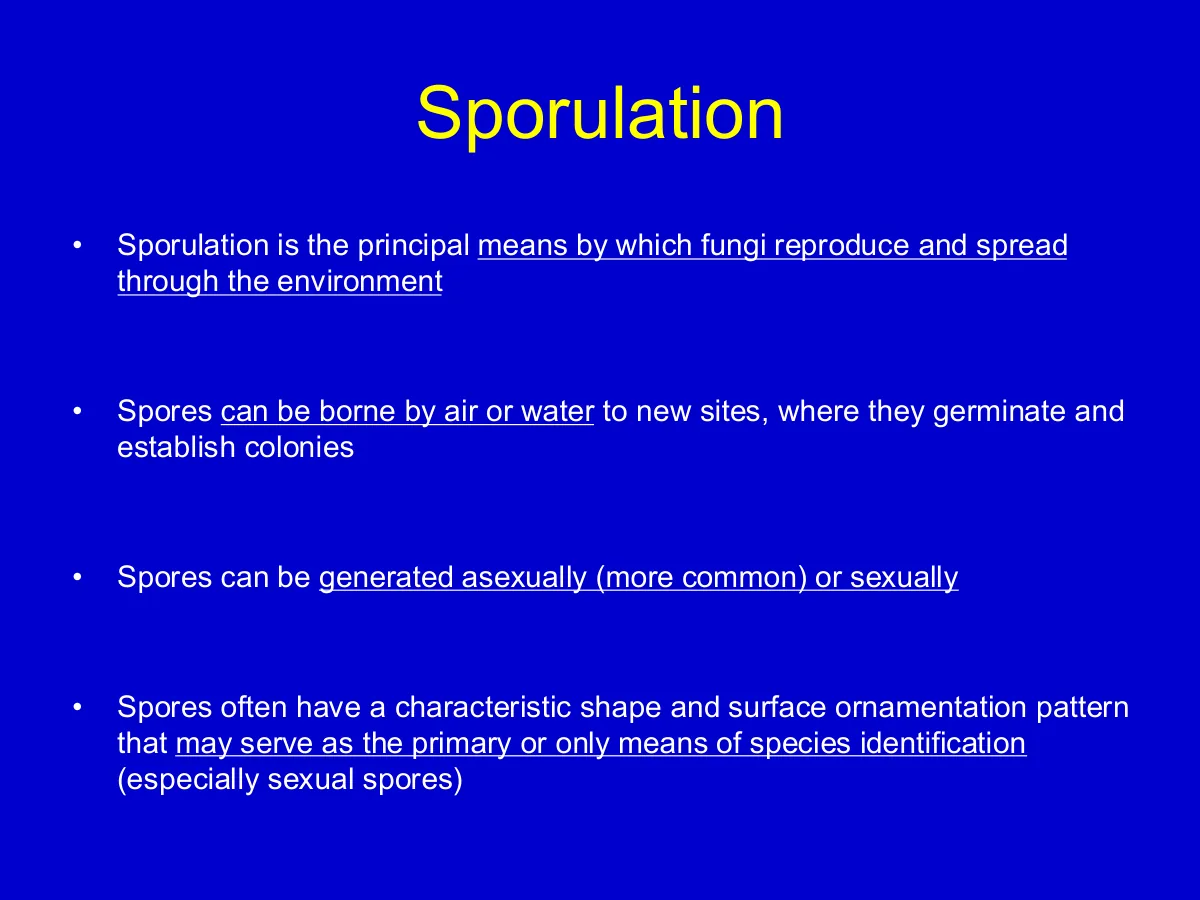 Sporulation
• Sporulation is the principal means by which fungi reproduce and spread
through the environment
• Spores can be borne by air or water to new sites, where they germinate and
establish colonies
• Spores can be generated asexually (more common) or sexually
• Spores often have a characteristic shape and surface ornamentation pattern
that may serve as the primary or only means of species identification
(especially sexual spores)